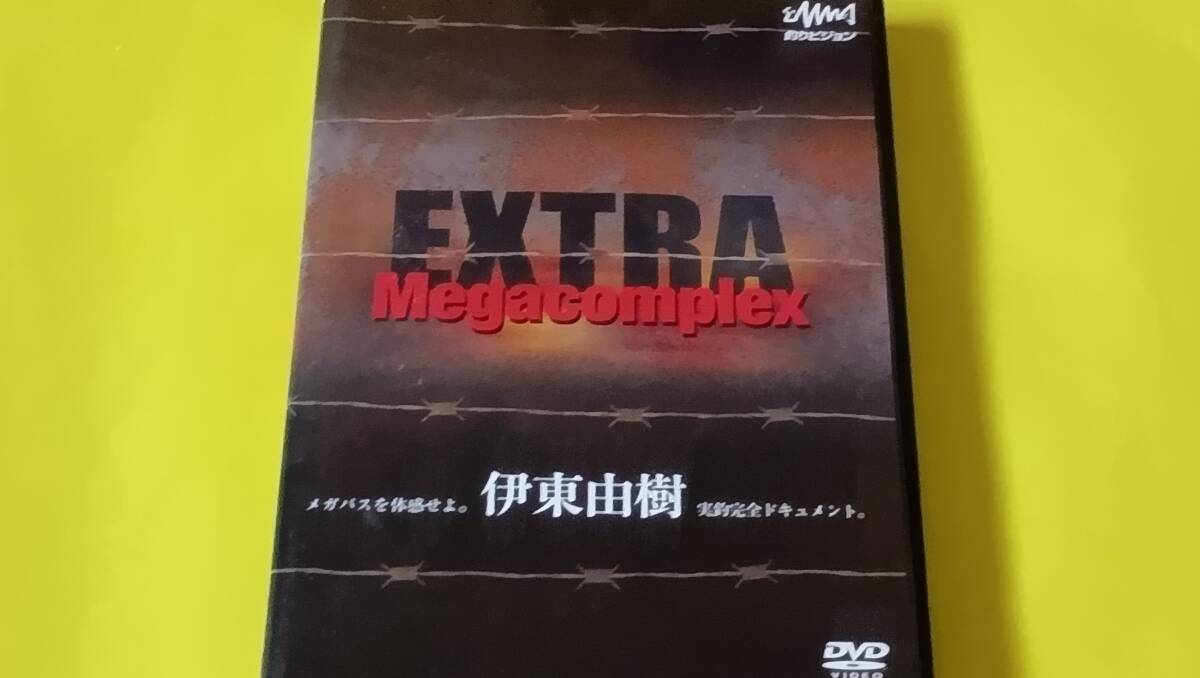 釣りビジョン
EXTRA
Megacomplex
メガバスを体感せよ。 伊東由樹 実釣完全ドキュメント。
DVD
VIDEO